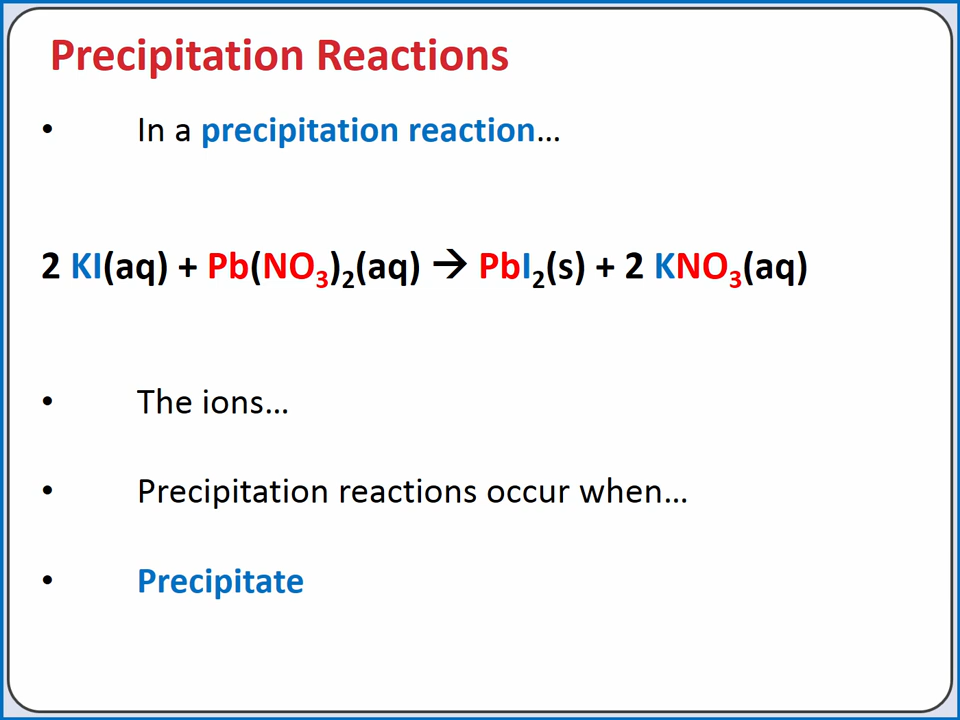 Precipitation Reactions
• In a precipitation reaction…
2 KI(aq) + Pb(NO₃)₂(aq) → PbI₂(s) + 2 KNO₃(aq)
• The ions…
• Precipitation reactions occur when…
• Precipitate